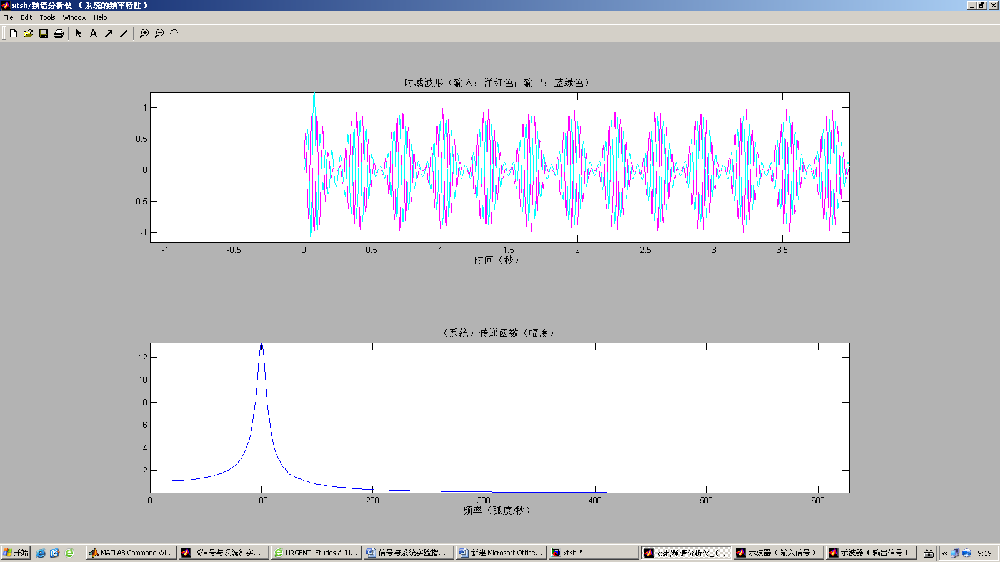 xtsh/频谱分析仪_（系统的频率特性）
File Edit Tools Window Help
A
时域波形（输入：洋红色；输出：蓝绿色）
1
0.5
0
-0.5
-1
-1 -0.5 0 0.5 1 1.5 2 2.5 3 3.5
时间（秒）
（系统）传递函数（幅度）
12
10
8
6
4
2
0 100 200 300 400 500 600
频率（弧度/秒）
开始 MATLAB Command Wi... 《信号与系统》实... URGENT: Etudes à l'U... 信号与系统实验指... 新建 Microsoft Office... xtsh * xtsh/频谱分析仪_（... 示波器（输入信号） 示波器（输出信号） « 9:19